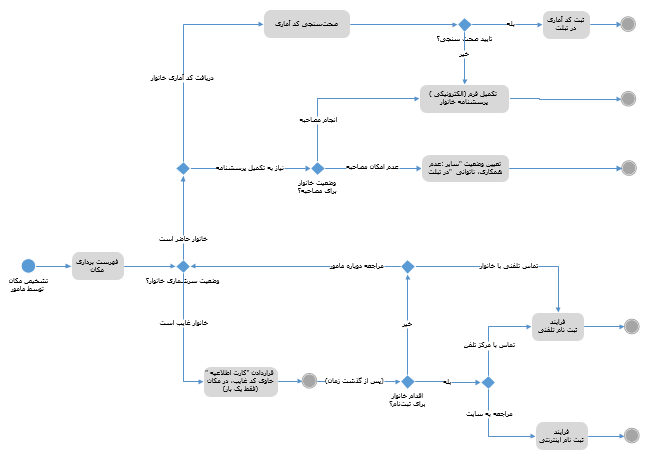 صحت‌سنجی کد آماری
بله
ثبت کد آماری
در تبلت
تایید صحت سنجی؟
خیر
دریافت کد آماری خانوار
تکمیل فرم (الکترونیکی)
پرسشنامه خانوار
انجام مصاحبه
نیاز به تکمیل پرسشنامه
عدم امکان مصاحبه
تعیین وضعیت "سایر :عدم
همکاری، ناتوانی "در تبلت
وضعیت خانوار
برای مصاحبه؟
خانوار حاضر است
فهرست برداری
مکان
مراجعه دوباره مامور
تماس تلفنی با خانوار
تشخیص مکان
توسط مامور
وضعیت سرشماری خانوار؟
خانوار غایب است
خیر
فرایند
ثبت نام تلفنی
تماس با مرکز تلفن
قراردادن "کارت اطلاعیه"
حاوی کد غایب، در مکان
(فقط یک بار)
(پس از گذشت زمان)
بله
اقدام خانوار
برای ثبت‌نام؟
مراجعه به سایت
فرایند
ثبت نام اینترنتی